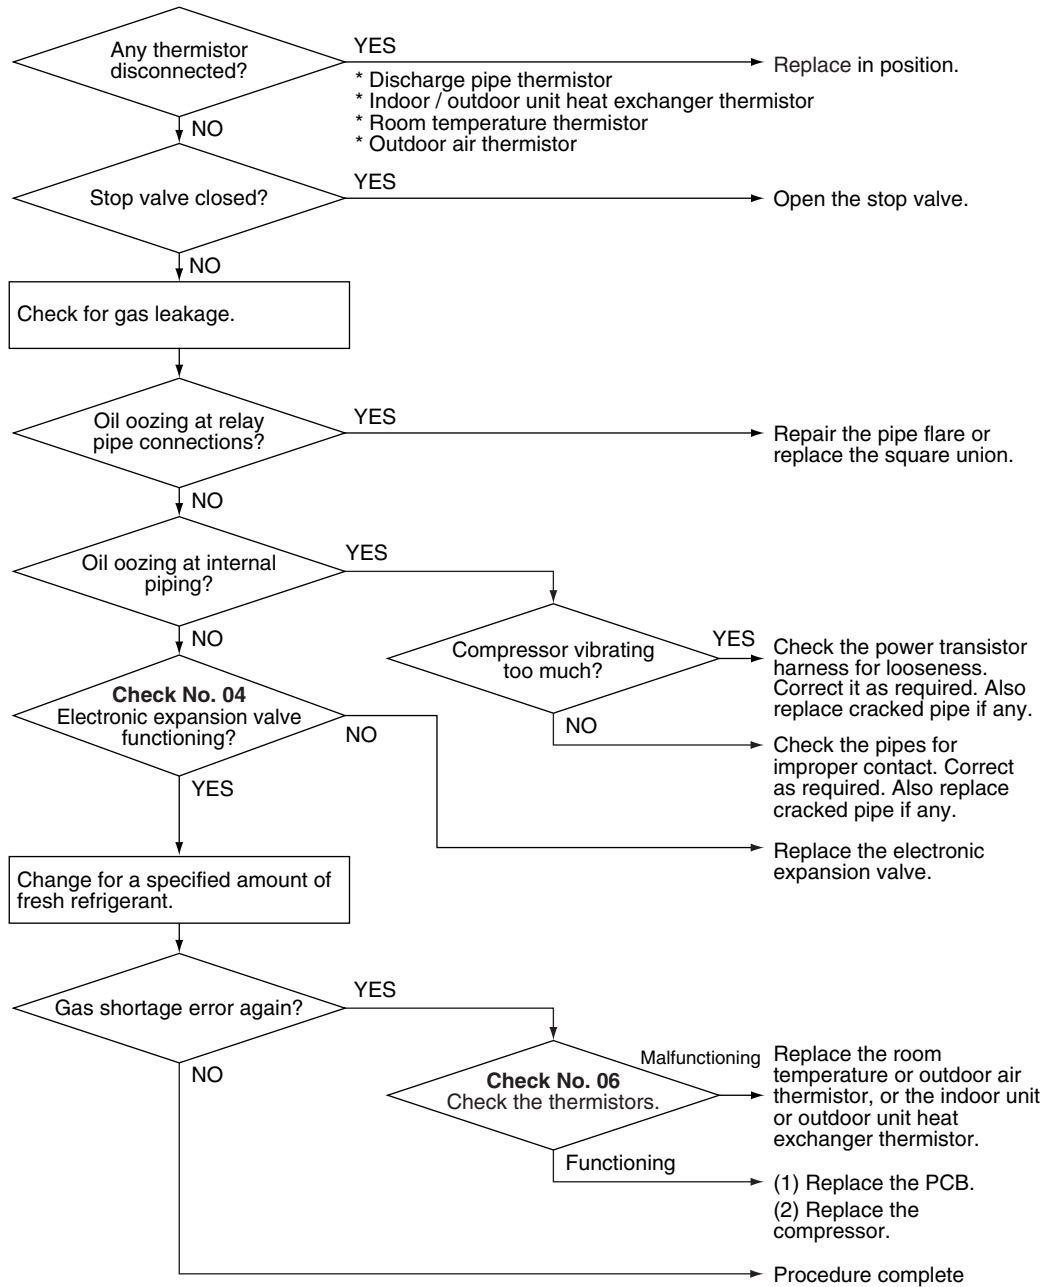 Any thermistor
disconnected?
YES
* Discharge pipe thermistor
* Indoor / outdoor unit heat exchanger thermistor
* Room temperature thermistor
* Outdoor air thermistor
Replace in position.
NO
Stop valve closed?
YES
Open the stop valve.
NO
Check for gas leakage.
Oil oozing at relay
pipe connections?
YES
Repair the pipe flare or
replace the square union.
NO
Oil oozing at internal
piping?
YES
NO
Compressor vibrating
too much?
YES
Check the power transistor
harness for looseness.
Correct it as required. Also
replace cracked pipe if any.
NO
Check the pipes for
improper contact. Correct
as required. Also replace
cracked pipe if any.
Check No. 04
Electronic expansion valve
functioning?
NO
Replace the electronic
expansion valve.
YES
Change for a specified amount of
fresh refrigerant.
Gas shortage error again?
YES
NO
Check No. 06
Check the thermistors.
Malfunctioning
Replace the room
temperature or outdoor air
thermistor, or the indoor unit
or outdoor unit heat
exchanger thermistor.
Functioning
(1) Replace the PCB.
(2) Replace the
compressor.
Procedure complete